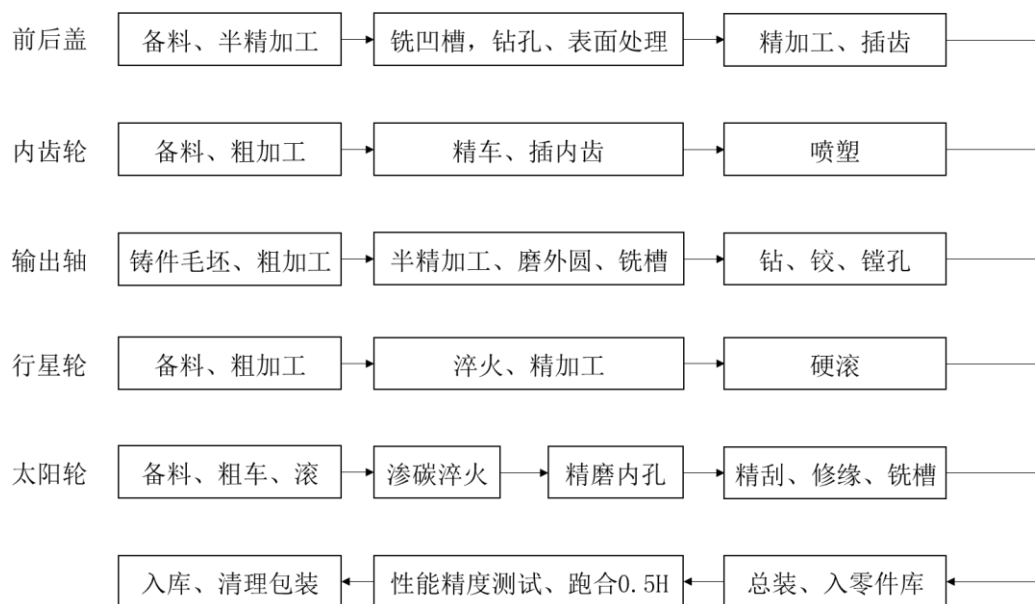 前后盖 备料、半精加工 铣凹槽，钻孔、表面处理 精加工、插齿
内齿轮 备料、粗加工 精车、插内齿 喷塑
输出轴 铸件毛坯、粗加工 半精加工、磨外圆、铣槽 钻、铰、镗孔
行星轮 备料、粗加工 淬火、精加工 硬滚
太阳轮 备料、粗车、滚 渗碳淬火 精磨内孔 精刮、修缘、铣槽
入库、清理包装 性能精度测试、跑合0.5H 总装、入零件库